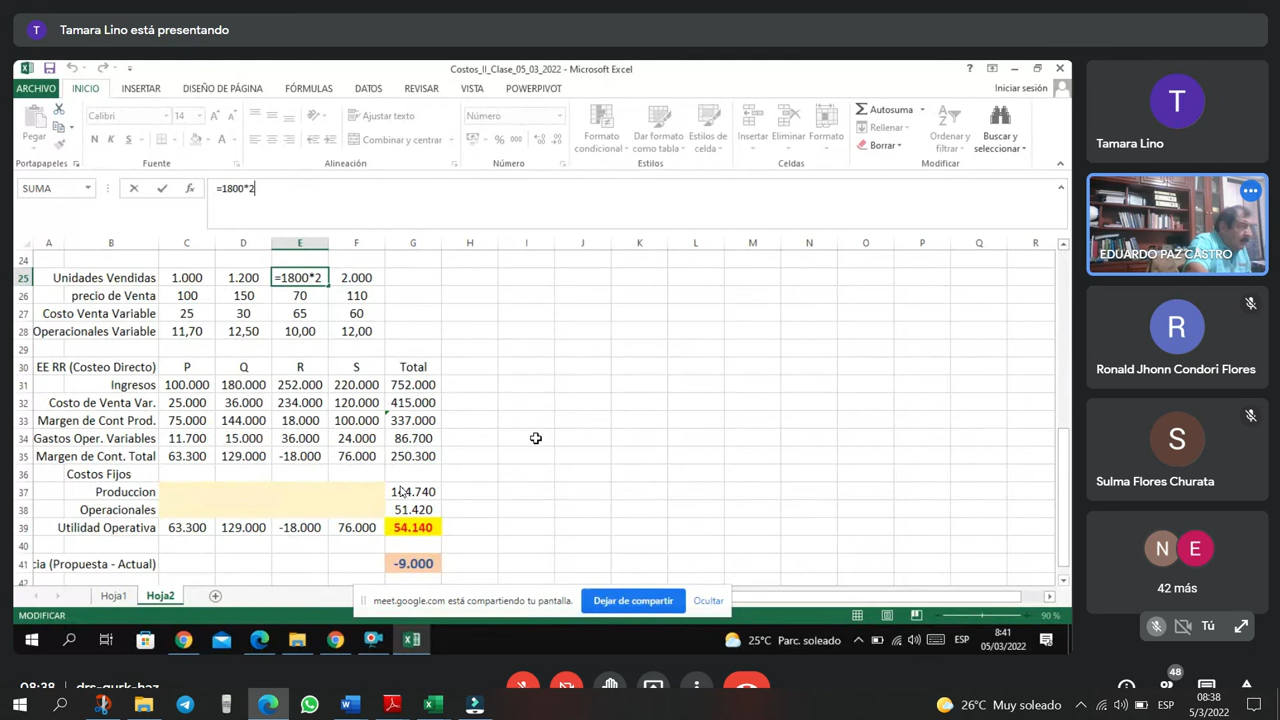 T Tamara Lino está presentando
Costos_II_Clase_05_03_2022 - Microsoft Excel
?
ARCHIVO INICIO INSERTAR DISEÑO DE PÁGINA FÓRMULAS DATOS REVISAR VISTA POWERPIVOT Iniciar sesión
Pegar
Calibri 14
N K S
Ajustar texto
Combinar y centrar
Número
% 000
Formato condicional
Dar formato como tabla
Estilos de celda
Insertar Eliminar Formato
Autosuma
Rellenar
Borrar
Ordenar y filtrar
Buscar y seleccionar
Portapapeles Fuente Alineación Número Estilos Celdas Modificar
SUMA fx =1800*2
A B C D E F G H I J K L M N O P Q R
24
25 Unidades Vendidas 1.000 1.200 =1800*2 2.000
26 precio de Venta 100 150 70 110
27 Costo Venta Variable 25 30 65 60
28 Operacionales Variable 11,70 12,50 10,00 12,00
29
30 EE RR (Costeo Directo) P Q R S Total
31 Ingresos 100.000 180.000 252.000 220.000 752.000
32 Costo de Venta Var. 25.000 36.000 234.000 120.000 415.000
33 Margen de Cont Prod. 75.000 144.000 18.000 100.000 337.000
34 Gastos Oper. Variables 11.700 15.000 36.000 24.000 86.700
35 Margen de Cont. Total 63.300 129.000 -18.000 76.000 250.300
36 Costos Fijos
37 Produccion
38 Operacionales 51.420
39 Utilidad Operativa 63.300 129.000 -18.000 76.000 54.140
40
41 cia (Propuesta - Actual) -9.000
42
Hoja1 Hoja2
meet.google.com está compartiendo tu pantalla. Dejar de compartir Ocultar
MODIFICAR 90 %
25°C Parc. soleado ESP 8:41
05/03/2022
T
Tamara Lino
EDUARDO PAZ CASTRO
R
Ronald Jhonn Condori Flores
S
Sulma Flores Churata
N E
42 más
Tú
08:38 48
26°C Muy soleado ESP 08:38
5/3/2022